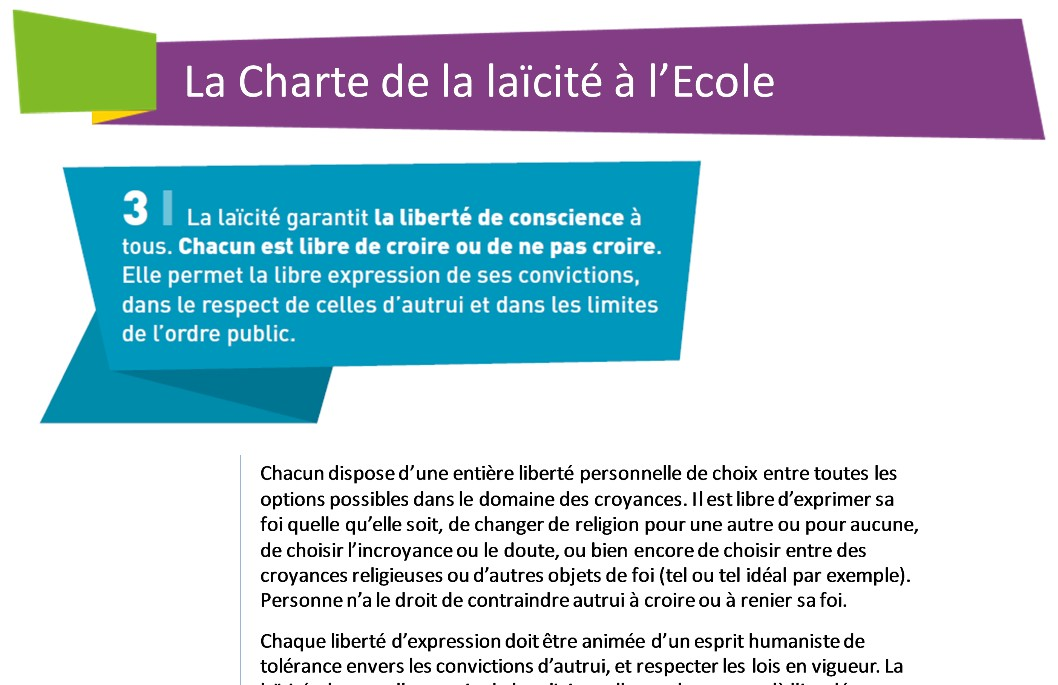 La Charte de la laïcité à l’Ecole
3 | La laïcité garantit la liberté de conscience à
tous. Chacun est libre de croire ou de ne pas croire.
Elle permet la libre expression de ses convictions,
dans le respect de celles d’autrui et dans les limites
de l’ordre public.
Chacun dispose d’une entière liberté personnelle de choix entre toutes les
options possibles dans le domaine des croyances. Il est libre d’exprimer sa
foi quelle qu’elle soit, de changer de religion pour une autre ou pour aucune,
de choisir l’incroyance ou le doute, ou bien encore de choisir entre des
croyances religieuses ou d’autres objets de foi (tel ou tel idéal par exemple).
Personne n’a le droit de contraindre autrui à croire ou à renier sa foi.
Chaque liberté d’expression doit être animée d’un esprit humaniste de
tolérance envers les convictions d’autrui, et respecter les lois en vigueur. La